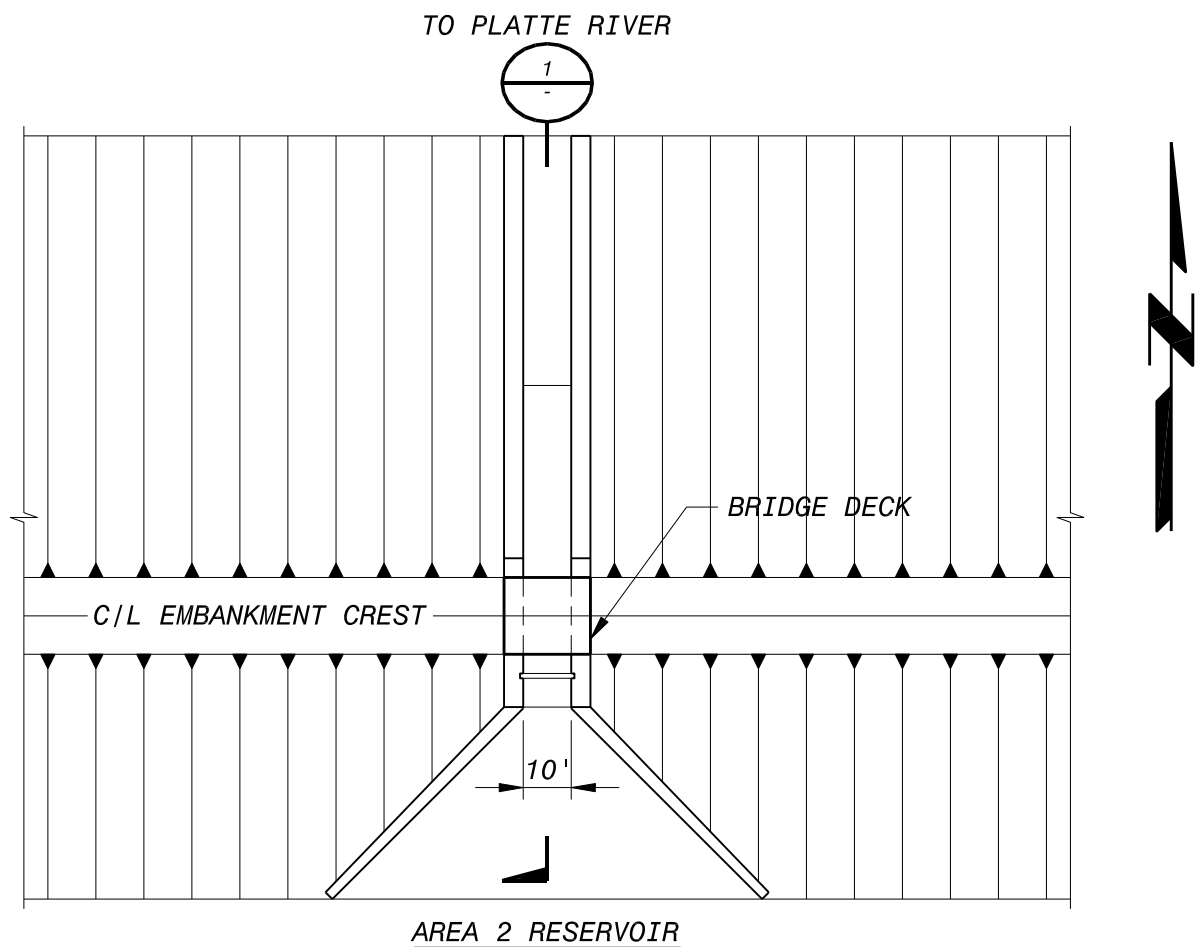 TO PLATTE RIVER
1
-
N
BRIDGE DECK
C/L EMBANKMENT CREST
10'
AREA 2 RESERVOIR